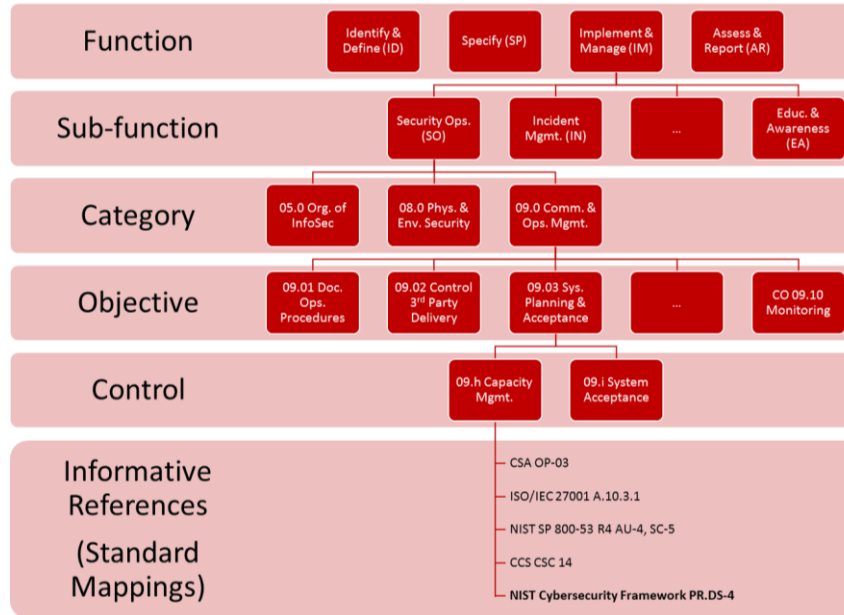 Function
Identify &
Define (ID)
Specify (SP)
Implement &
Manage (IM)
Assess &
Report (AR)
Sub-function
Security Ops.
(SO)
Incident
Mgmt. (IN)
...
Educ. &
Awareness
(EA)
Category
05.0 Org. of
InfoSec
08.0 Phys. &
Env. Security
09.0 Comm. &
Ops. Mgmt.
Objective
09.01 Doc.
Ops.
Procedures
09.02 Control
3rd Party
Delivery
09.03 Sys.
Planning &
Acceptance
...
CO 09.10
Monitoring
Control
09.h Capacity
Mgmt.
09.i System
Acceptance
Informative
References
(Standard
Mappings)
CSA OP-03
ISO/IEC 27001 A.10.3.1
NIST SP 800-53 R4 AU-4, SC-5
CCS CSC 14
NIST Cybersecurity Framework PR.DS-4